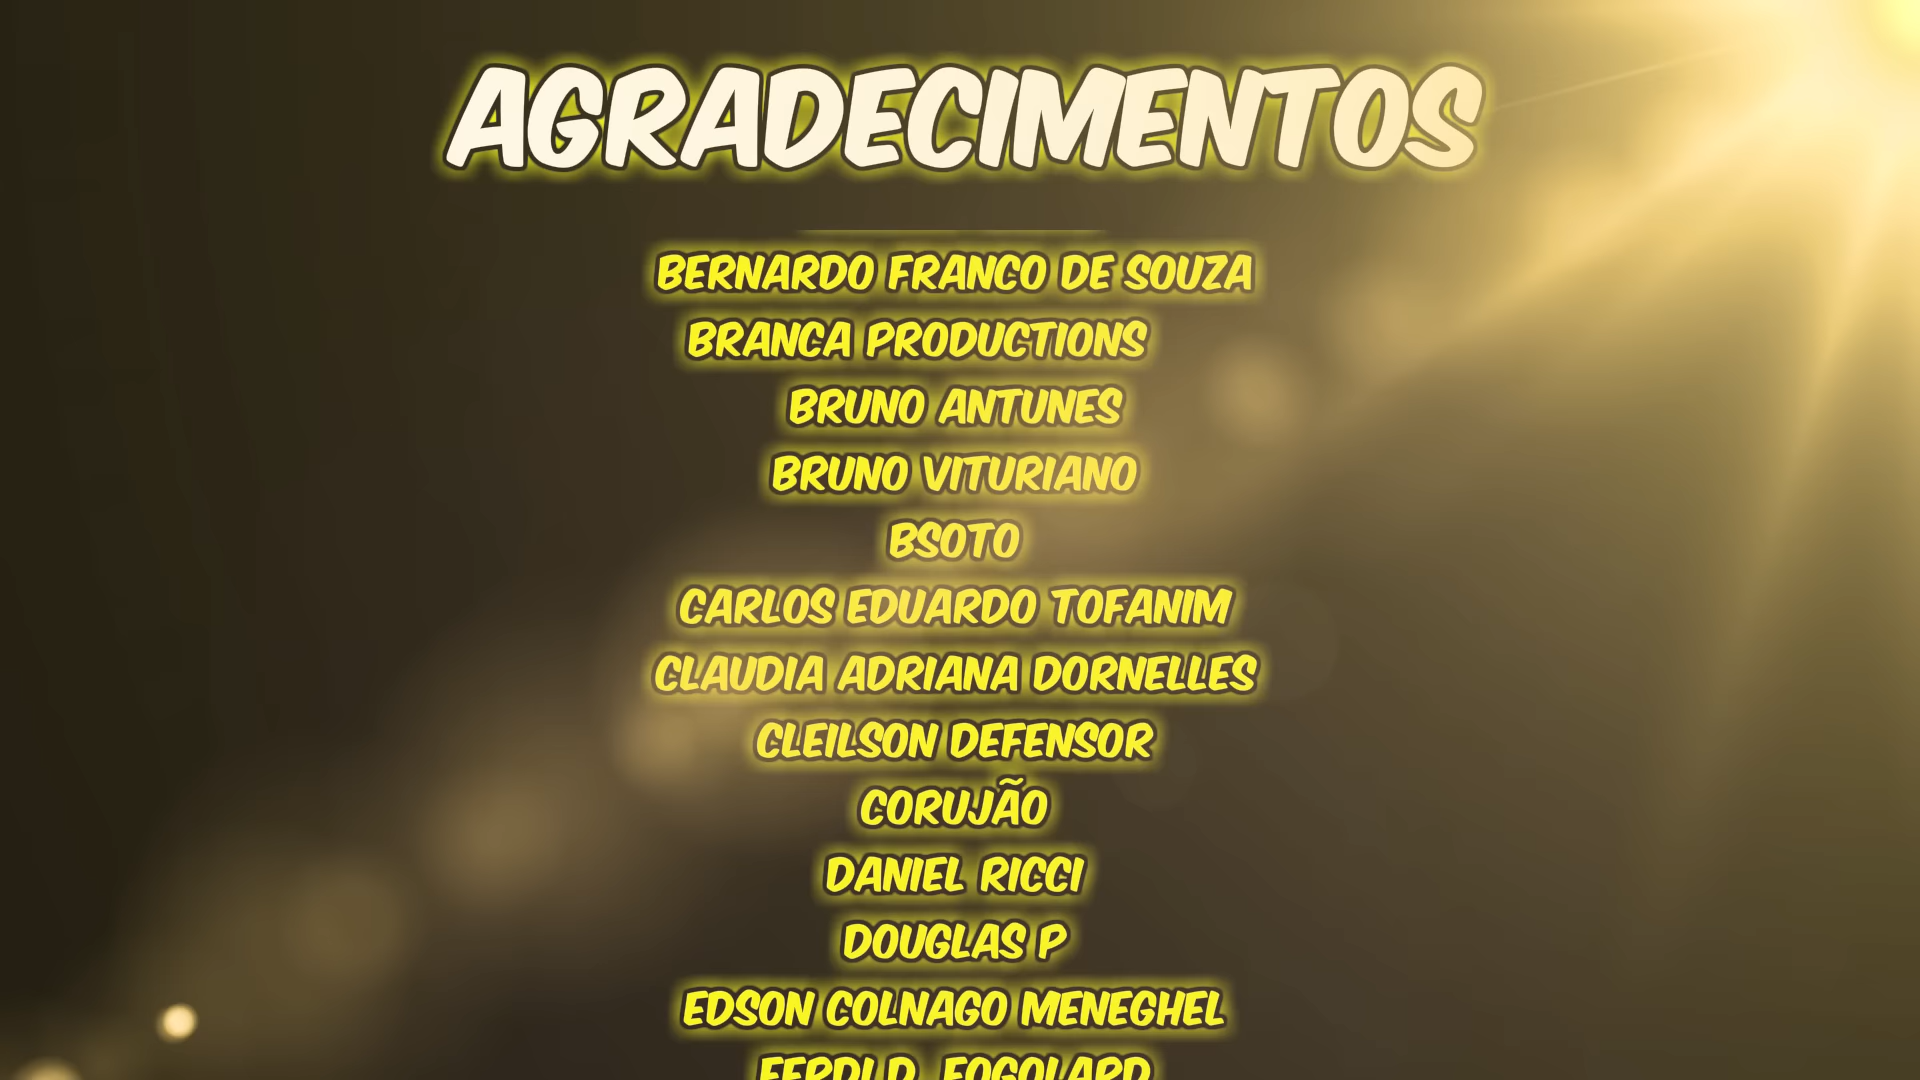 AGRADECIMENTOS
BERNARDO FRANCO DE SOUZA
BRANCA PRODUCTIONS
BRUNO ANTUNES
BRUNO VITURIANO
BSOTO
CARLOS EDUARDO TOFANIM
CLAUDIA ADRIANA DORNELLES
CLEILSON DEFENSOR
CORUJÃO
DANIEL RICCI
DOUGLAS P
EDSON COLNAGO MENEGHEL